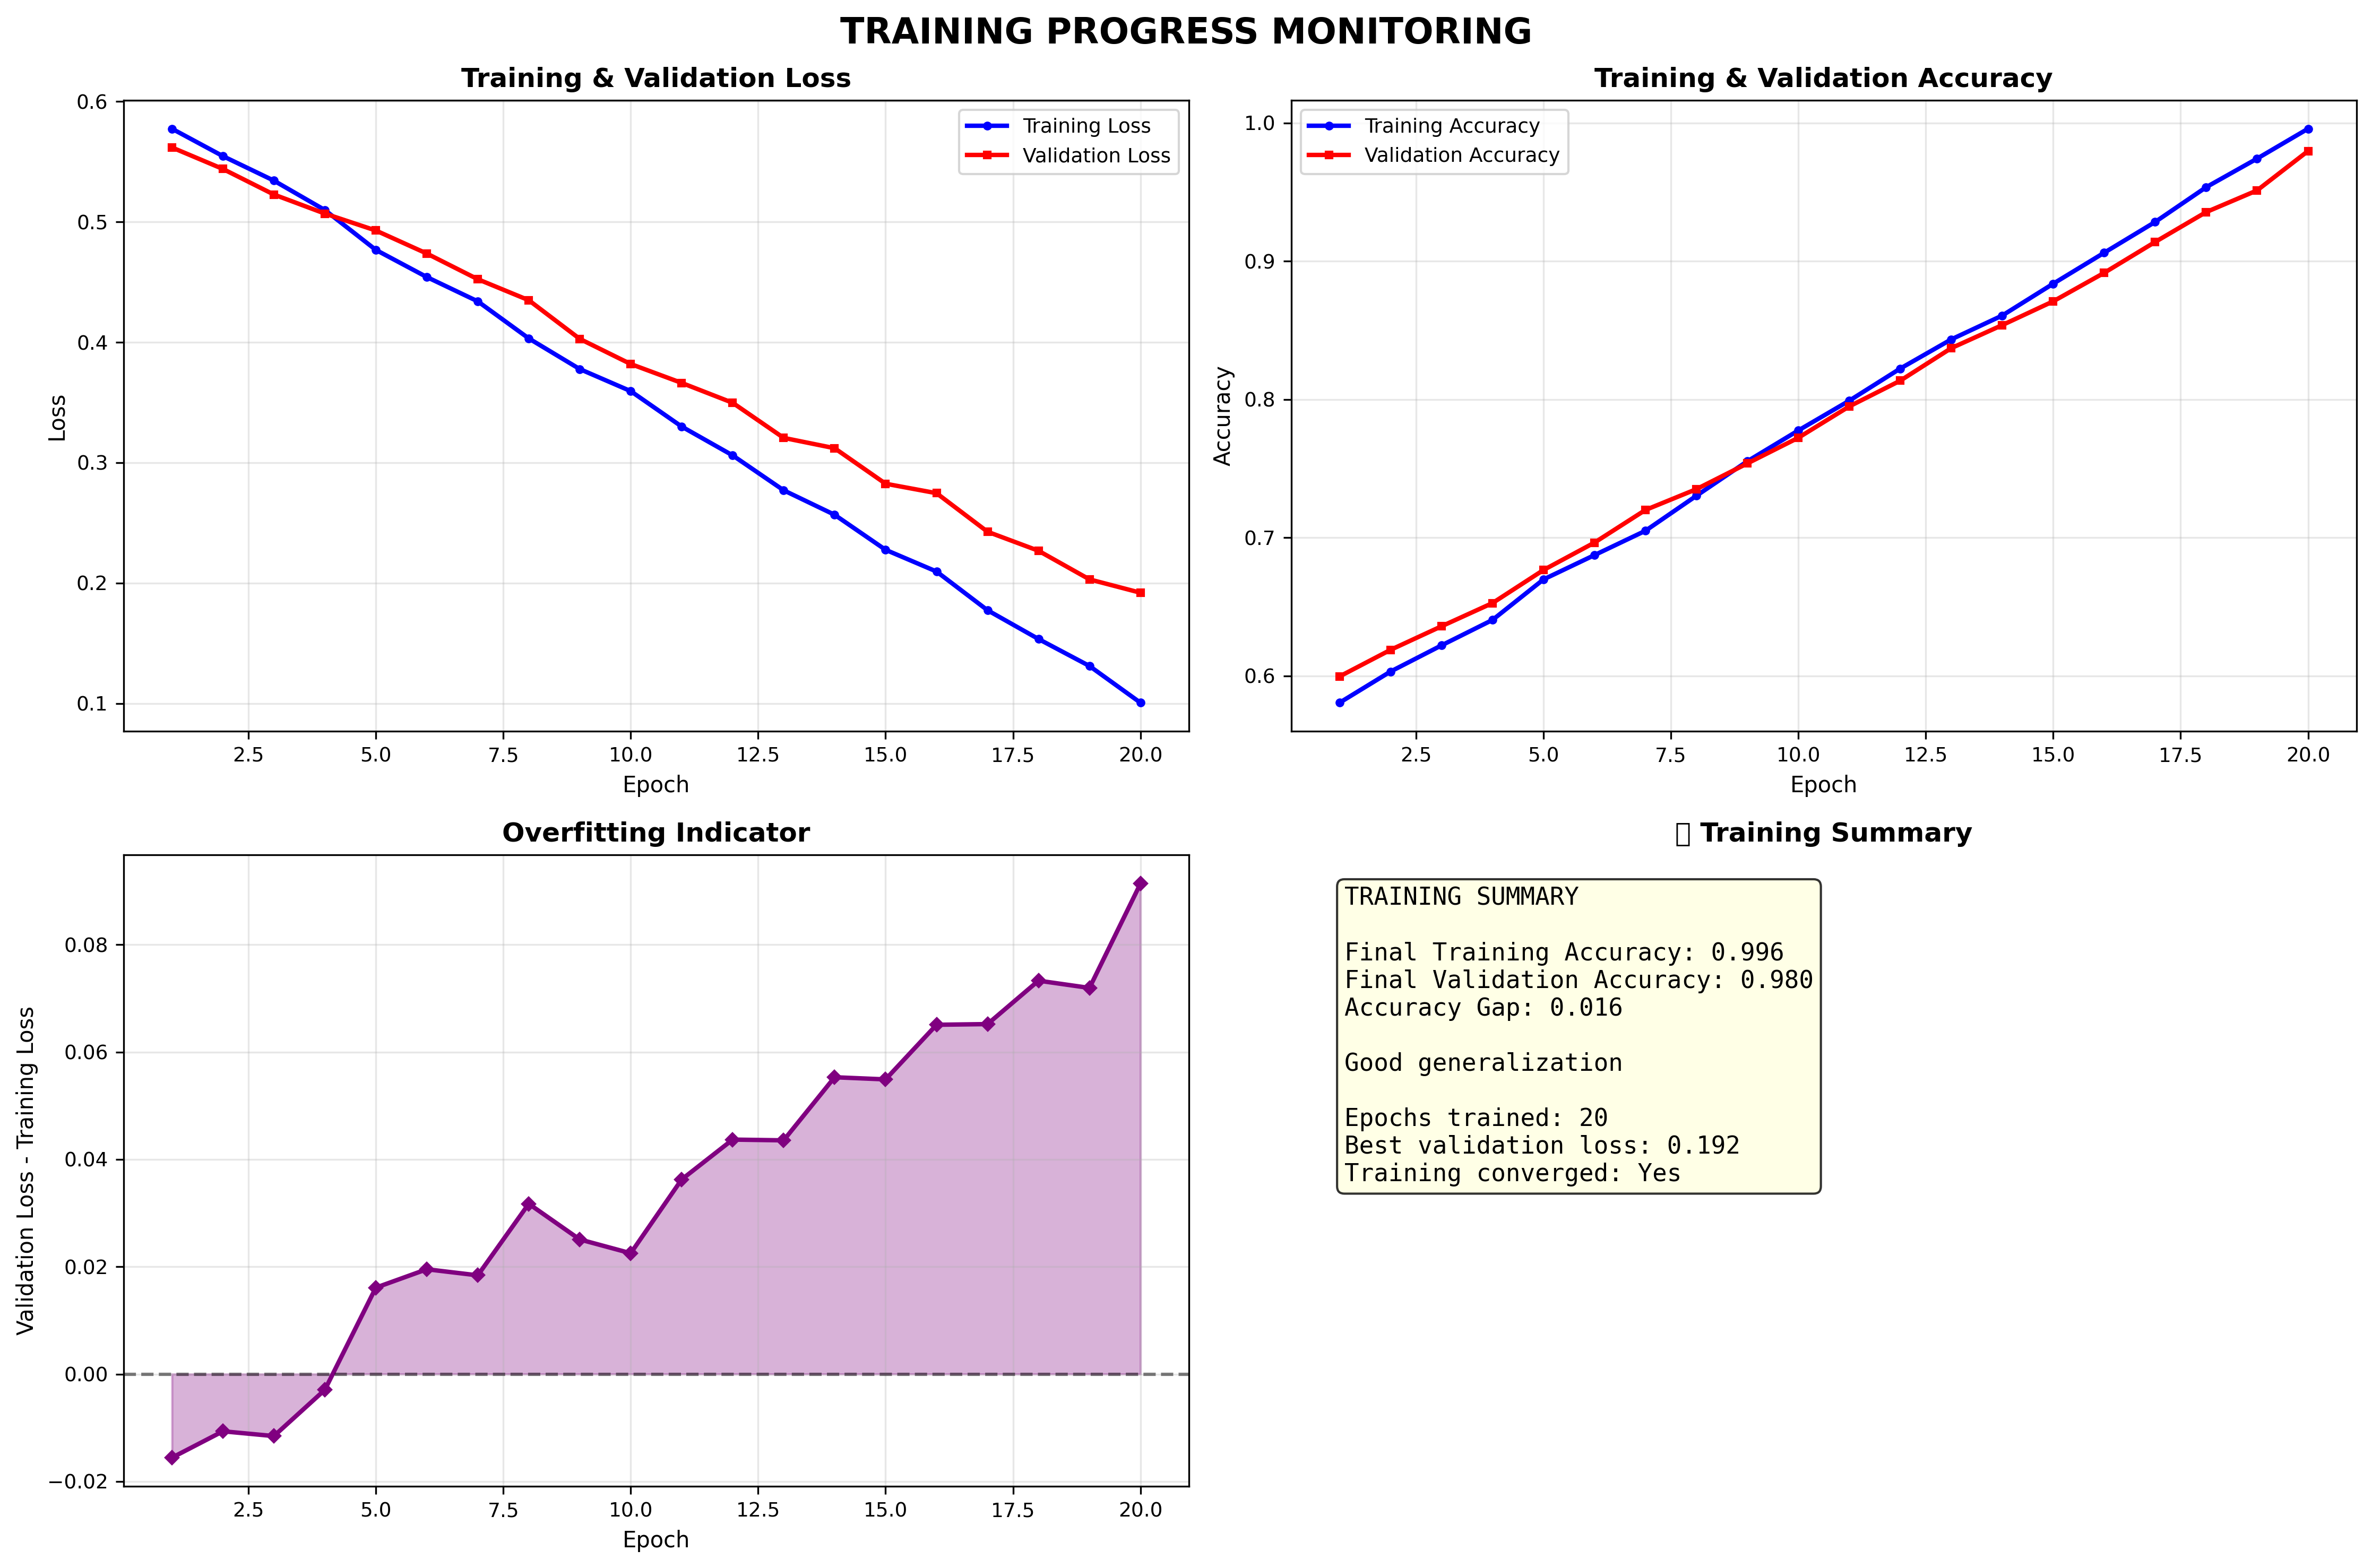 TRAINING PROGRESS MONITORING
Training & Validation Loss
0.6
0.5
0.4
0.3
0.2
0.1
Loss
Training Loss
Validation Loss
2.5 5.0 7.5 10.0 12.5 15.0 17.5 20.0
Epoch
Training & Validation Accuracy
1.0
0.9
0.8
0.7
0.6
Accuracy
Training Accuracy
Validation Accuracy
2.5 5.0 7.5 10.0 12.5 15.0 17.5 20.0
Epoch
Overfitting Indicator
0.08
0.06
0.04
0.02
0.00
−0.02
Validation Loss - Training Loss
2.5 5.0 7.5 10.0 12.5 15.0 17.5 20.0
Epoch
Training Summary
TRAINING SUMMARY
Final Training Accuracy: 0.996
Final Validation Accuracy: 0.980
Accuracy Gap: 0.016
Good generalization
Epochs trained: 20
Best validation loss: 0.192
Training converged: Yes